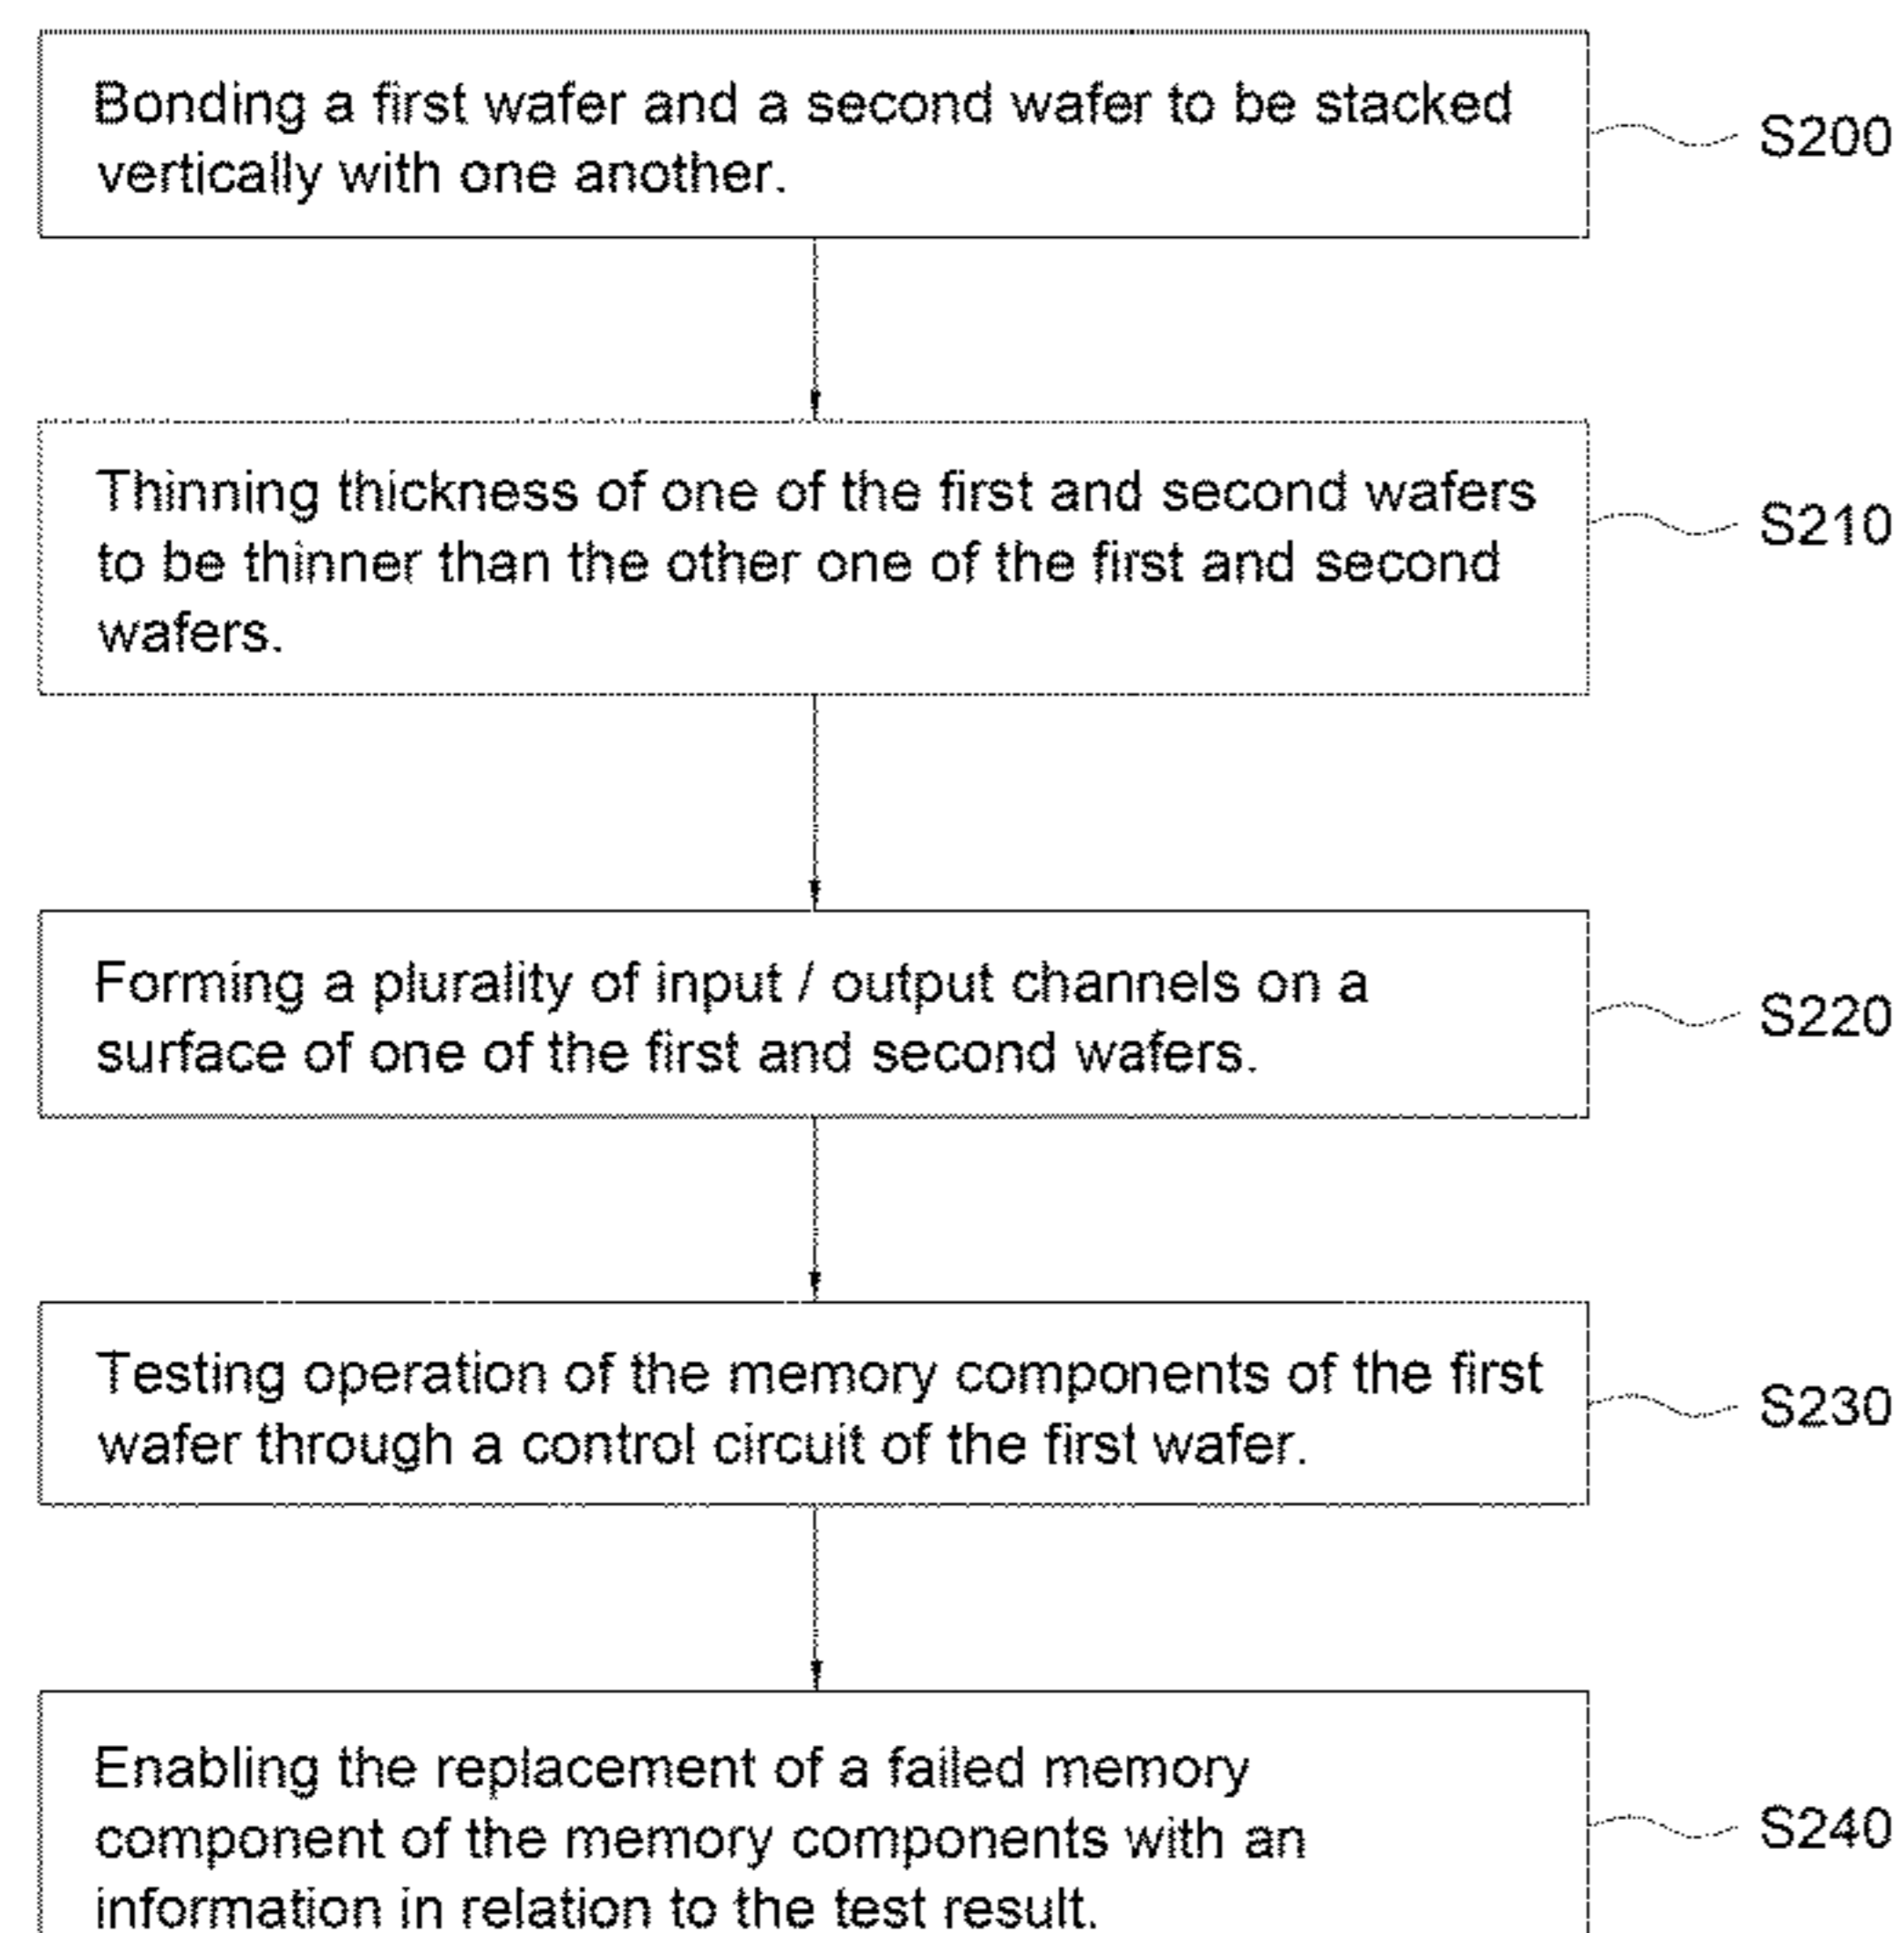 Bonding a first wafer and a second wafer to be stacked
vertically with one another.
S200
Thinning thickness of one of the first and second wafers
to be thinner than the other one of the first and second
wafers.
S210
Forming a plurality of input / output channels on a
surface of one of the first and second wafers.
S220
Testing operation of the memory components of the first
wafer through a control circuit of the first wafer.
S230
Enabling the replacement of a failed memory
component of the memory components with an
information in relation to the test result.
S240